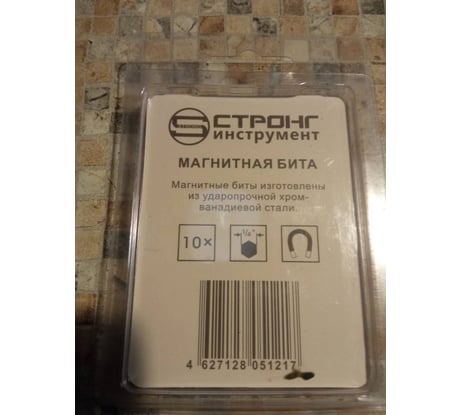 СТРОНГ
инструмент
МАГНИТНАЯ БИТА
Магнитные биты изготовлены
из ударопрочной хром-
ванадиевой стали.
10× 1/4"
4 627128 051217